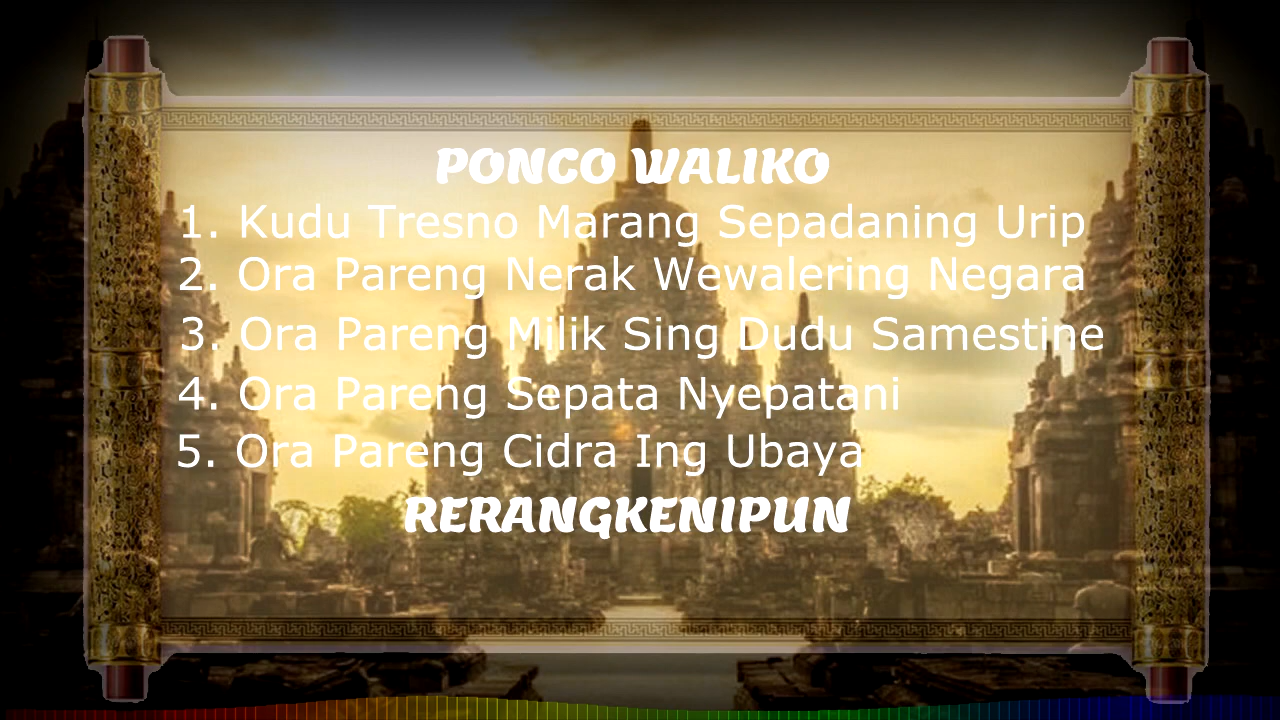 PONCO WALIKO
1. Kudu Tresno Marang Sepadaning Urip
2. Ora Pareng Nerak Wewalering Negara
3. Ora Pareng Milik Sing Dudu Samestine
4. Ora Pareng Sepata Nyepatani
5. Ora Pareng Cidra Ing Ubaya
RERANGKENIPUN